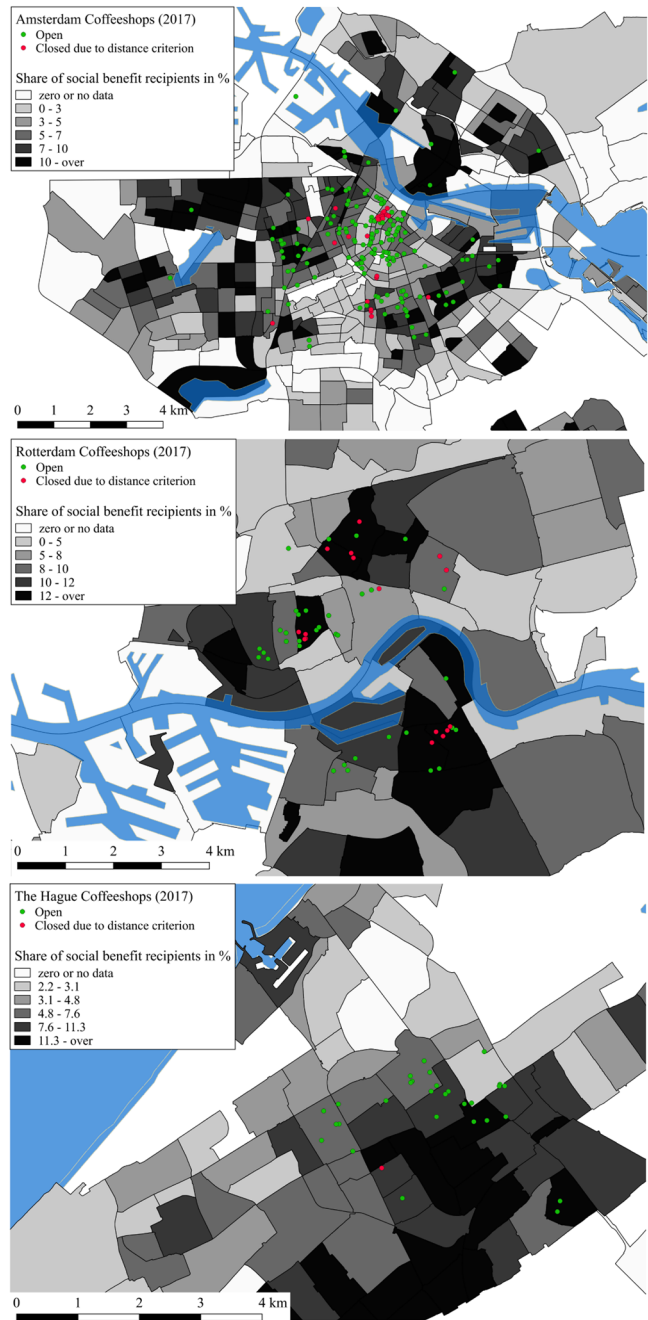 Amsterdam Coffeeshops (2017)
Open
Closed due to distance criterion
Share of social benefit recipients in %
zero or no data
0 - 3
3 - 5
5 - 7
7 - 10
10 - over
0 1 2 3 4 km
Rotterdam Coffeeshops (2017)
Open
Closed due to distance criterion
Share of social benefit recipients in %
zero or no data
0 - 5
5 - 8
8 - 10
10 - 12
12 - over
0 1 2 3 4 km
The Hague Coffeeshops (2017)
Open
Closed due to distance criterion
Share of social benefit recipients in %
zero or no data
2.2 - 3.1
3.1 - 4.8
4.8 - 7.6
7.6 - 11.3
11.3 - over
0 1 2 3 4 km